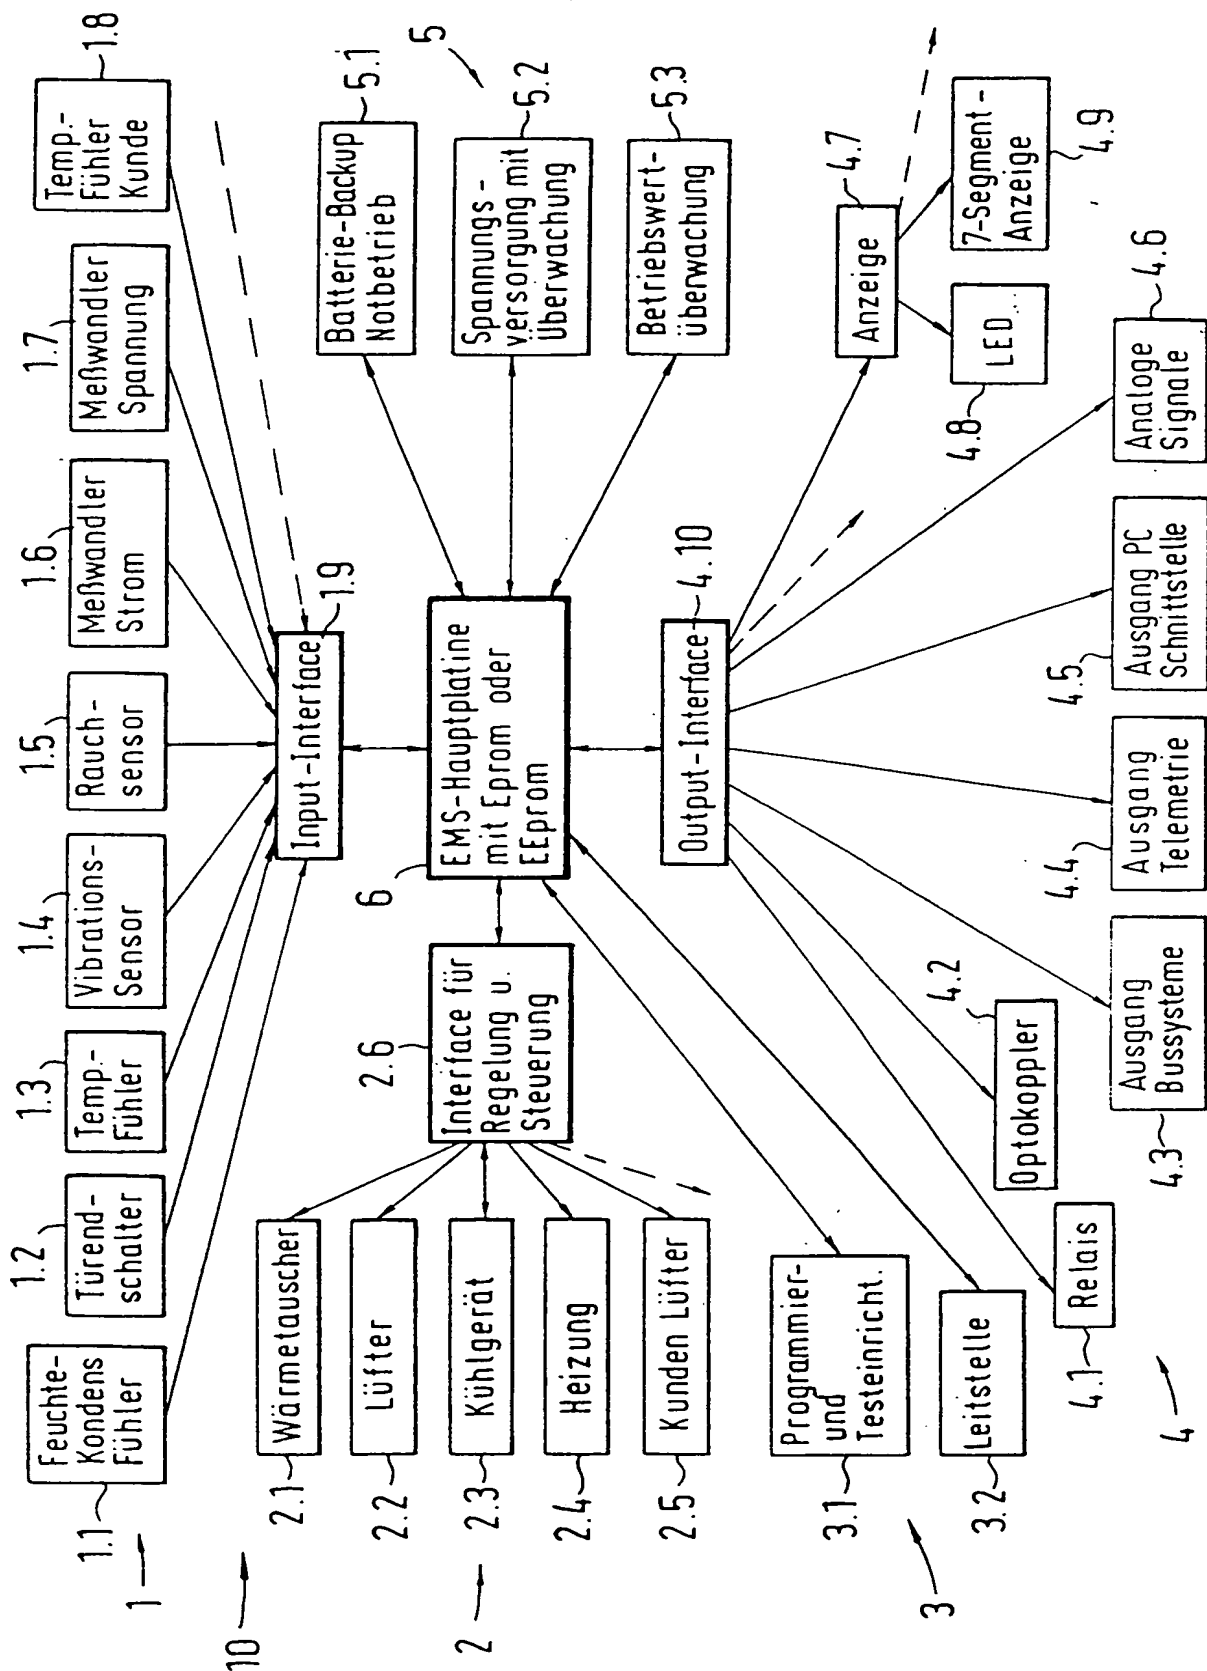 1.1
Feuchte-
Kondens
Fühler
1.2
Türend-
schalter
1.3
Temp.-
Fühler
1.4
Vibrations-
Sensor
1.5
Rauch-
sensor
1.6
Meßwandler
Strom
1.7
Meßwandler
Spannung
1.8
Temp.-
Fühler
Kunde
1
10
1.9
Input-Interface
2
2.1
Wärmetauscher
2.2
Lüfter
2.3
Kühlgerät
2.4
Heizung
2.5
Kunden Lüfter
2.6
Interface für
Regelung u.
Steuerung
6
EMS-Hauptplatine
mit Eprom oder
EEprom
5
5.1
Batterie-Backup
Notbetrieb
5.2
Spannungs-
versorgung mit
Überwachung
5.3
Betriebswert-
überwachung
3
3.1
Programmier-
und
Testeinricht.
3.2
Leitstelle
4.10
Output-Interface
4
4.1
Relais
4.2
Optokoppler
4.3
Ausgang
Bussysteme
4.4
Ausgang
Telemetrie
4.5
Ausgang PC
Schnittstelle
4.6
Analoge
Signale
4.7
Anzeige
4.8
LED
4.9
7-Segment-
Anzeige